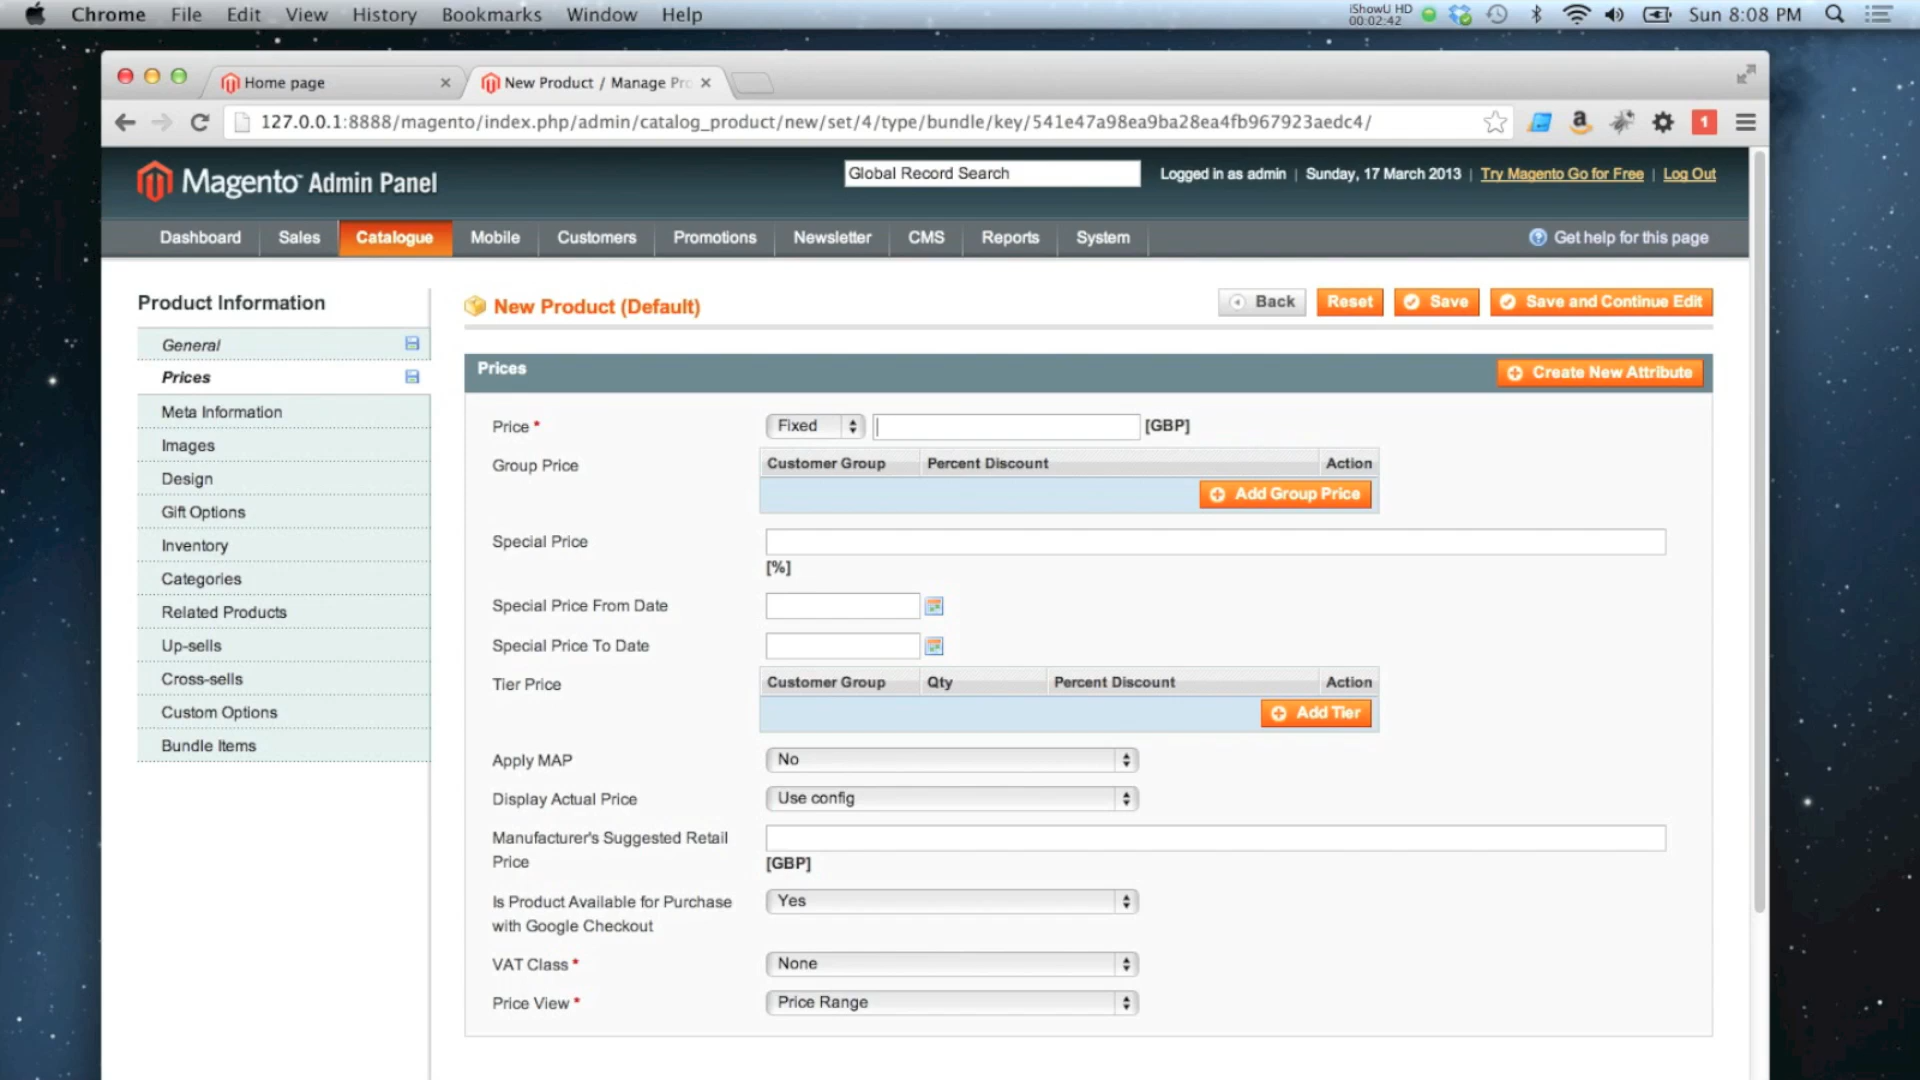 Chrome File Edit View History Bookmarks Window Help iShowU HD 00:02:42 Sun 8:08 PM
Home page New Product / Manage Pro
127.0.0.1:8888/magento/index.php/admin/catalog_product/new/set/4/type/bundle/key/541e47a98ea9ba28ea4fb967923aedc4/ 1
Magento Admin Panel Global Record Search Logged in as admin | Sunday, 17 March 2013 | Try Magento Go for Free | Log Out
Dashboard Sales Catalogue Mobile Customers Promotions Newsletter CMS Reports System Get help for this page
Product Information
General
Prices
Meta Information
Images
Design
Gift Options
Inventory
Categories
Related Products
Up-sells
Cross-sells
Custom Options
Bundle Items
New Product (Default) Back Reset Save Save and Continue Edit
Prices Create New Attribute
Price * Fixed [GBP]
Group Price Customer Group Percent Discount Action
Add Group Price
Special Price
[%]
Special Price From Date
Special Price To Date
Tier Price Customer Group Qty Percent Discount Action
Add Tier
Apply MAP No
Display Actual Price Use config
Manufacturer's Suggested Retail
Price [GBP]
Is Product Available for Purchase Yes
with Google Checkout
VAT Class * None
Price View * Price Range